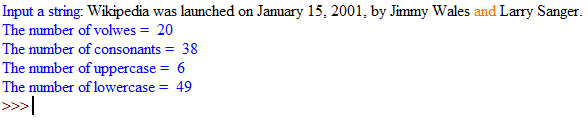 Input a string: Wikipedia was launched on January 15, 2001, by Jimmy Wales and Larry Sanger.
The number of volwes =  20
The number of consonants =  38
The number of uppercase =  6
The number of lowercase =  49
>>>